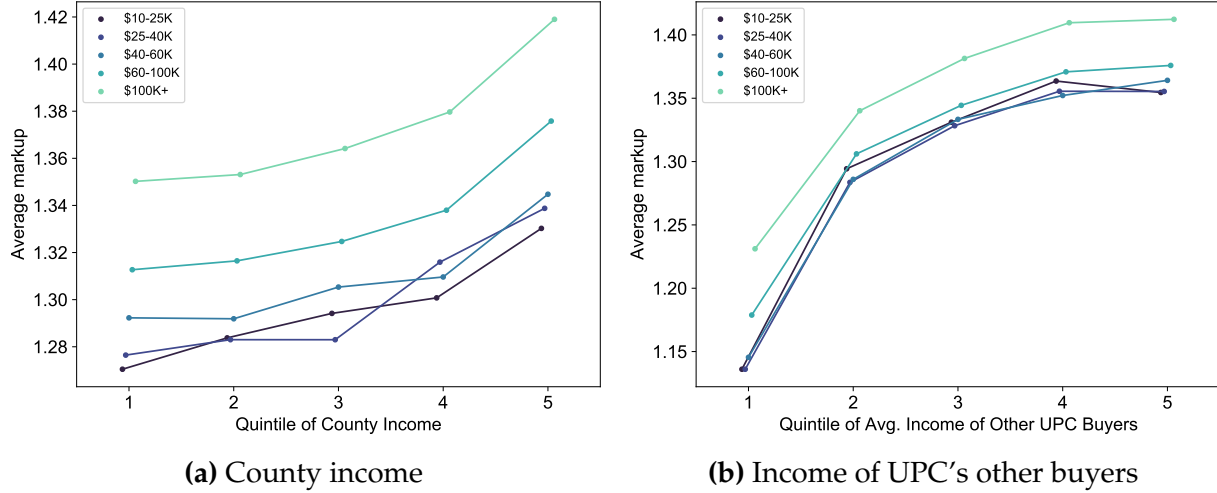 1.42
1.40
1.38
1.36
1.34
1.32
1.30
1.28
Average markup
$10-25K
$25-40K
$40-60K
$60-100K
$100K+
1 2 3 4 5
Quintile of County Income
(a) County income
1.40
1.35
1.30
1.25
1.20
1.15
Average markup
$10-25K
$25-40K
$40-60K
$60-100K
$100K+
1 2 3 4 5
Quintile of Avg. Income of Other UPC Buyers
(b) Income of UPC's other buyers